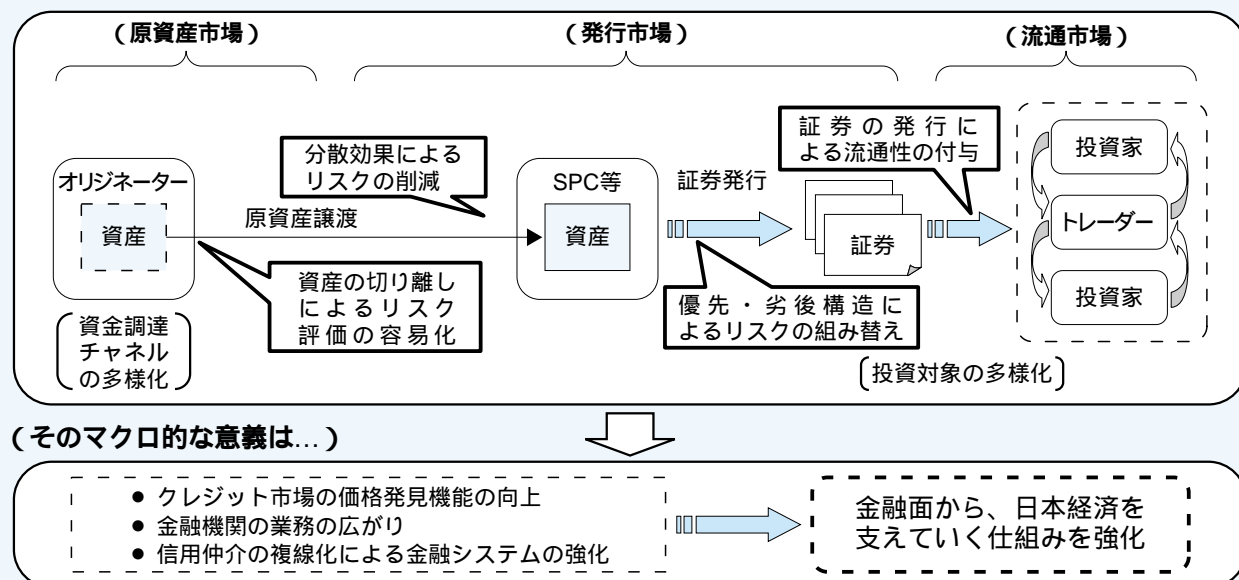 （原資産市場）
（発行市場）
（流通市場）
オリジネーター
資産
資金調達
チャネル
の多様化
原資産譲渡
資産の切り離し
によるリスク
評価の容易化
分散効果による
リスクの削減
SPC等
資産
証券発行
優先・劣後構造に
よるリスクの組み替え
証券
証券の発行に
よる流通性の付与
投資家
トレーダー
投資家
投資対象の多様化
（そのマクロ的な意義は…）
● クレジット市場の価格発見機能の向上
● 金融機関の業務の広がり
● 信用仲介の複線化による金融システムの強化
金融面から、日本経済を
支えていく仕組みを強化